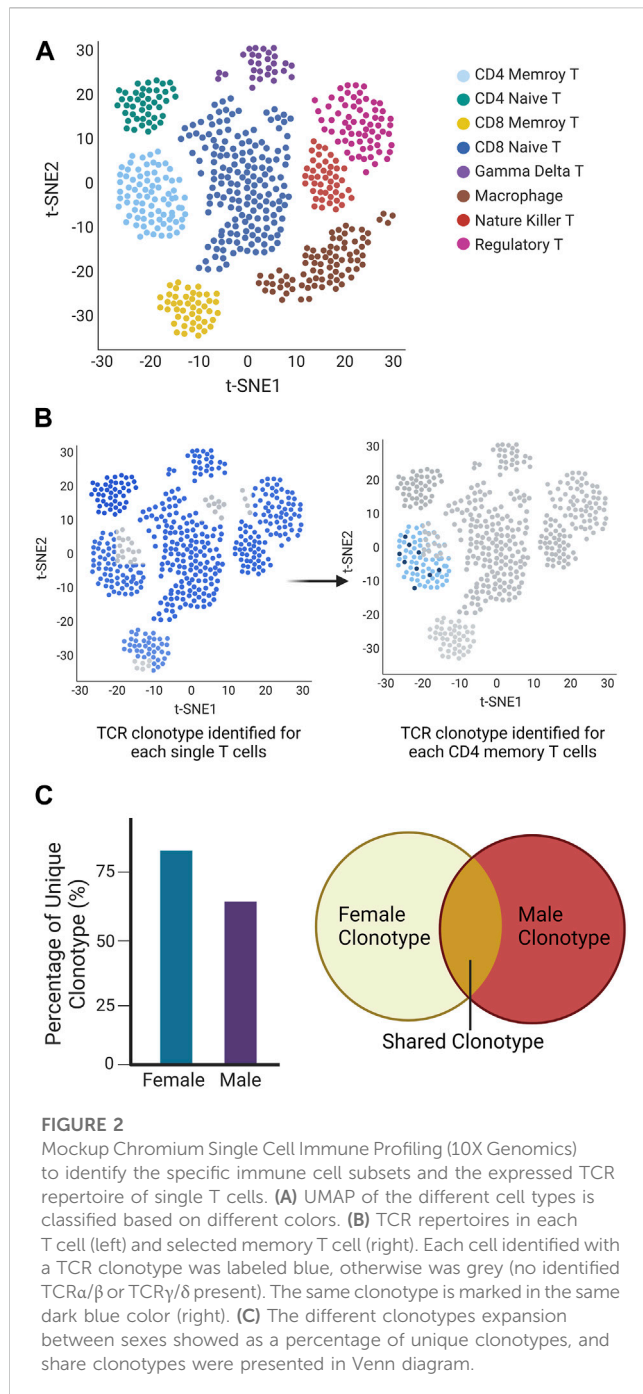 A
30
20
10
0
-10
-20
-30
t-SNE2
-30 -20 -10 0 10 20 30
t-SNE1
CD4 Memroy T
CD4 Naive T
CD8 Memroy T
CD8 Naive T
Gamma Delta T
Macrophage
Nature Killer T
Regulatory T
B
30
20
10
0
-10
-20
-30
t-SNE2
-30 -20 -10 0 10 20 30
t-SNE1
TCR clonotype identified for
each single T cells
30
20
10
0
-10
-20
-30
t-SNE2
-30 -20 -10 0 10 20 30
t-SNE1
TCR clonotype identified for
each CD4 memory T cells
C
Percentage of Unique
Clonotype (%)
75
50
25
0
Female Male
Female
Clonotype
Male
Clonotype
Shared Clonotype
FIGURE 2
Mockup Chromium Single Cell Immune Profiling (10X Genomics)
to identify the specific immune cell subsets and the expressed TCR
repertoire of single T cells. (A) UMAP of the different cell types is
classified based on different colors. (B) TCR repertoires in each
T cell (left) and selected memory T cell (right). Each cell identified with
a TCR clonotype was labeled blue, otherwise was grey (no identified
TCRα/β or TCRγ/δ present). The same clonotype is marked in the same
dark blue color (right). (C) The different clonotypes expansion
between sexes showed as a percentage of unique clonotypes, and
share clonotypes were presented in Venn diagram.